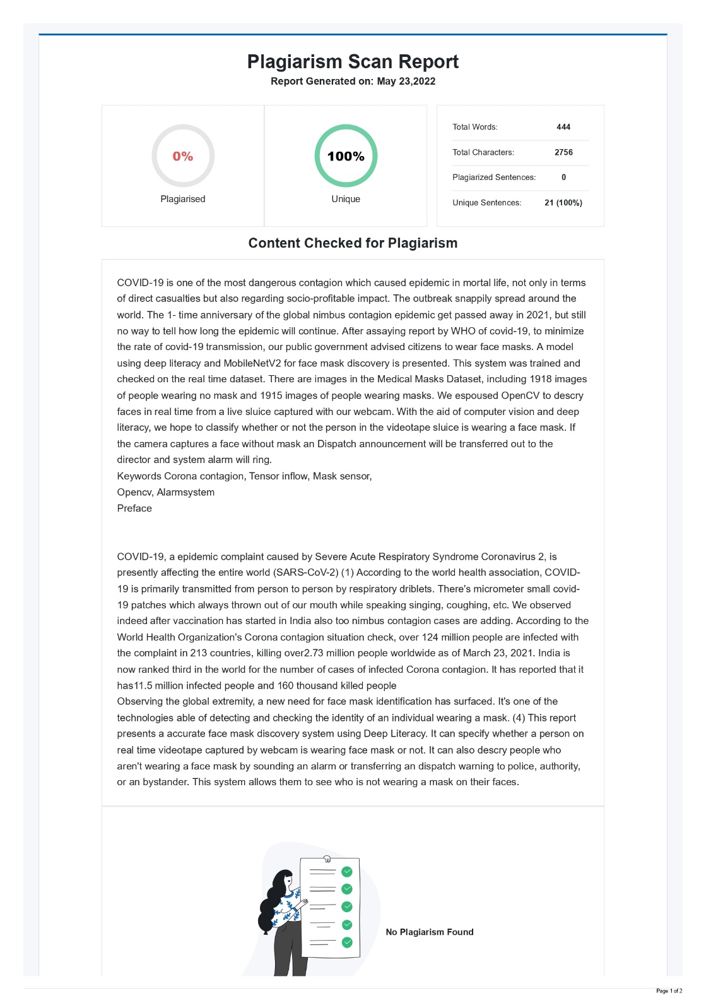 Plagiarism Scan Report
Report Generated on: May 23,2022
0%
Plagiarised
100%
Unique
Total Words: 444
Total Characters: 2756
Plagiarized Sentences: 0
Unique Sentences: 21 (100%)
Content Checked for Plagiarism
COVID-19 is one of the most dangerous contagion which caused epidemic in mortal life, not only in terms
of direct casualties but also regarding socio-profitable impact. The outbreak snappily spread around the
world. The 1- time anniversary of the global nimbus contagion epidemic get passed away in 2021, but still
no way to tell how long the epidemic will continue. After assaying report by WHO of covid-19, to minimize
the rate of covid-19 transmission, our public government advised citizens to wear face masks. A model
using deep literacy and MobileNetV2 for face mask discovery is presented. This system was trained and
checked on the real time dataset. There are images in the Medical Masks Dataset, including 1918 images
of people wearing no mask and 1915 images of people wearing masks. We espoused OpenCV to descry
faces in real time from a live sluice captured with our webcam. With the aid of computer vision and deep
literacy, we hope to classify whether or not the person in the videotape sluice is wearing a face mask. If
the camera captures a face without mask an Dispatch announcement will be transferred out to the
director and system alarm will ring.
Keywords Corona contagion, Tensor inflow, Mask sensor,
Opencv, Alarmsystem
Preface
COVID-19, a epidemic complaint caused by Severe Acute Respiratory Syndrome Coronavirus 2, is
presently affecting the entire world (SARS-CoV-2) (1) According to the world health association, COVID-
19 is primarily transmitted from person to person by respiratory driblets. There's micrometer small covid-
19 patches which always thrown out of our mouth while speaking singing, coughing, etc. We observed
indeed after vaccination has started in India also too nimbus contagion cases are adding. According to the
World Health Organization's Corona contagion situation check, over 124 million people are infected with
the complaint in 213 countries, killing over2.73 million people worldwide as of March 23, 2021. India is
now ranked third in the world for the number of cases of infected Corona contagion. It has reported that it
has11.5 million infected people and 160 thousand killed people
Observing the global extremity, a new need for face mask identification has surfaced. It's one of the
technologies able of detecting and checking the identity of an individual wearing a mask. (4) This report
presents a accurate face mask discovery system using Deep Literacy. It can specify whether a person on
real time videotape captured by webcam is wearing face mask or not. It can also descry people who
aren't wearing a face mask by sounding an alarm or transferring an dispatch warning to police, authority,
or an bystander. This system allows them to see who is not wearing a mask on their faces.
No Plagiarism Found
Page 1 of 2